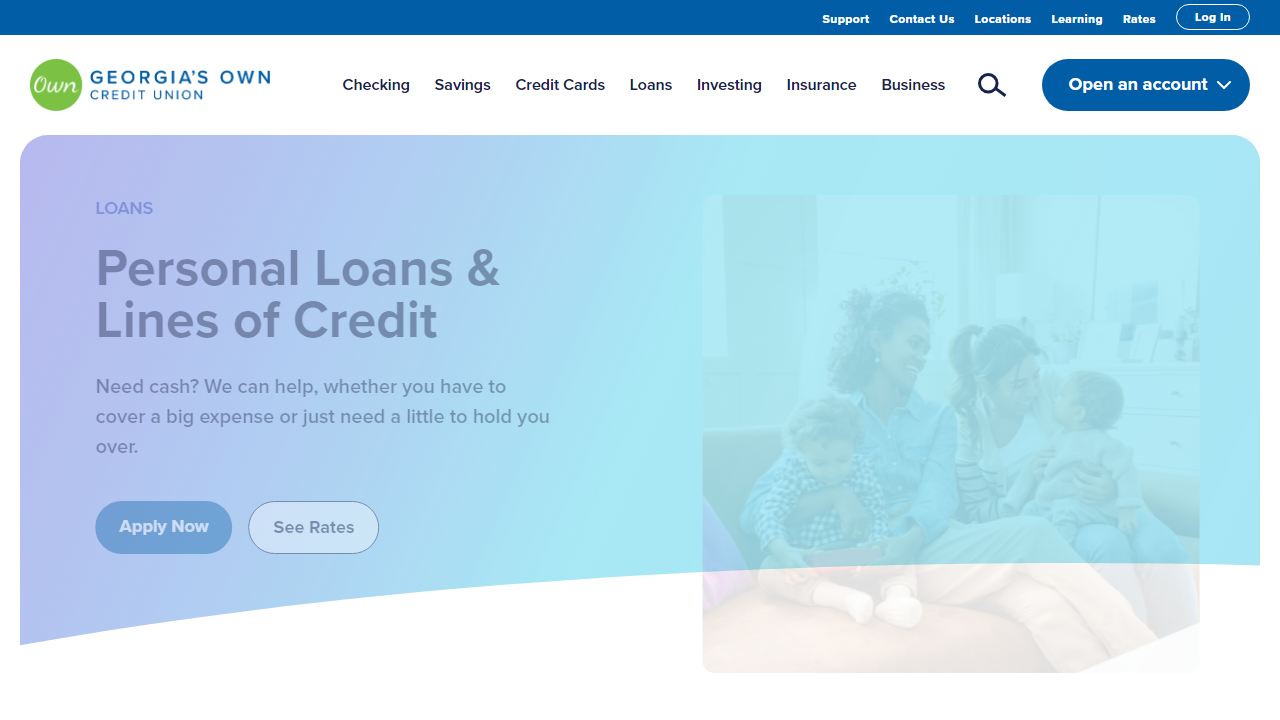 Support Contact Us Locations Learning Rates Log In
Own GEORGIA'S OWN
CREDIT UNION
Checking Savings Credit Cards Loans Investing Insurance Business Open an account
LOANS
Personal Loans &
Lines of Credit
Need cash? We can help, whether you have to
cover a big expense or just need a little to hold you
over.
Apply Now See Rates